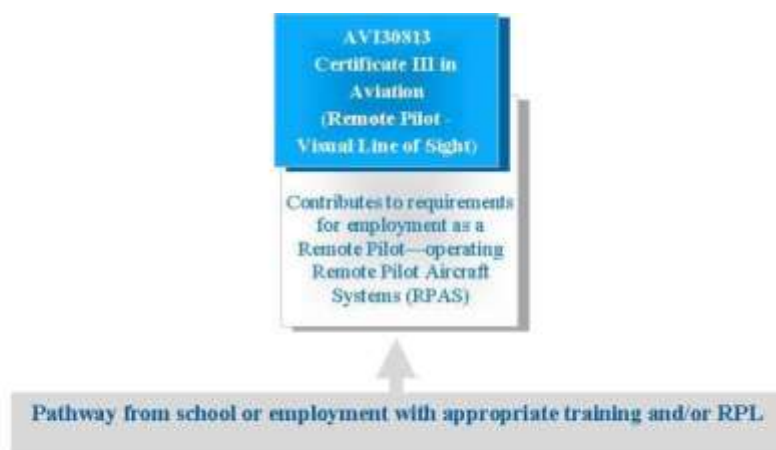 AVI30813
Certificate III in
Aviation
(Remote Pilot -
Visual Line of Sight)
Contributes to requirements
for employment as a
Remote Pilot—operating
Remote Pilot Aircraft
Systems (RPAS)
Pathway from school or employment with appropriate training and/or RPL